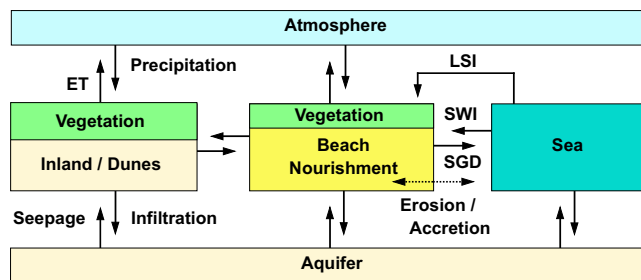 Atmosphere
Precipitation
ET
LSI
Vegetation
Vegetation
SWI
Inland / Dunes
Beach
Nourishment
SGD
Sea
Erosion /
Accretion
Seepage
Infiltration
Aquifer